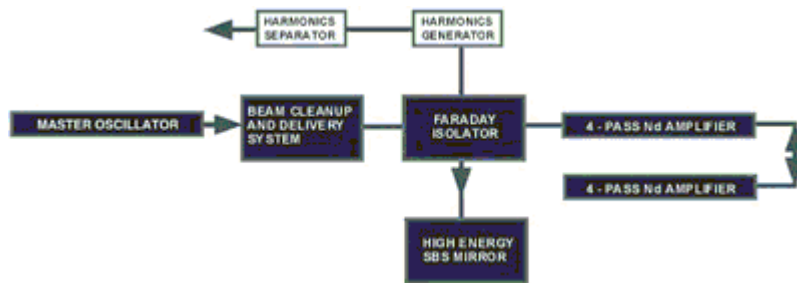 HARMONICS
SEPARATOR
HARMONICS
GENERATOR
MASTER OSCILLATOR
BEAM CLEANUP
AND DELIVERY
SYSTEM
FARADAY
ISOLATOR
4 - PASS Nd AMPLIFIER
4 - PASS Nd AMPLIFIER
HIGH ENERGY
SBS MIRROR